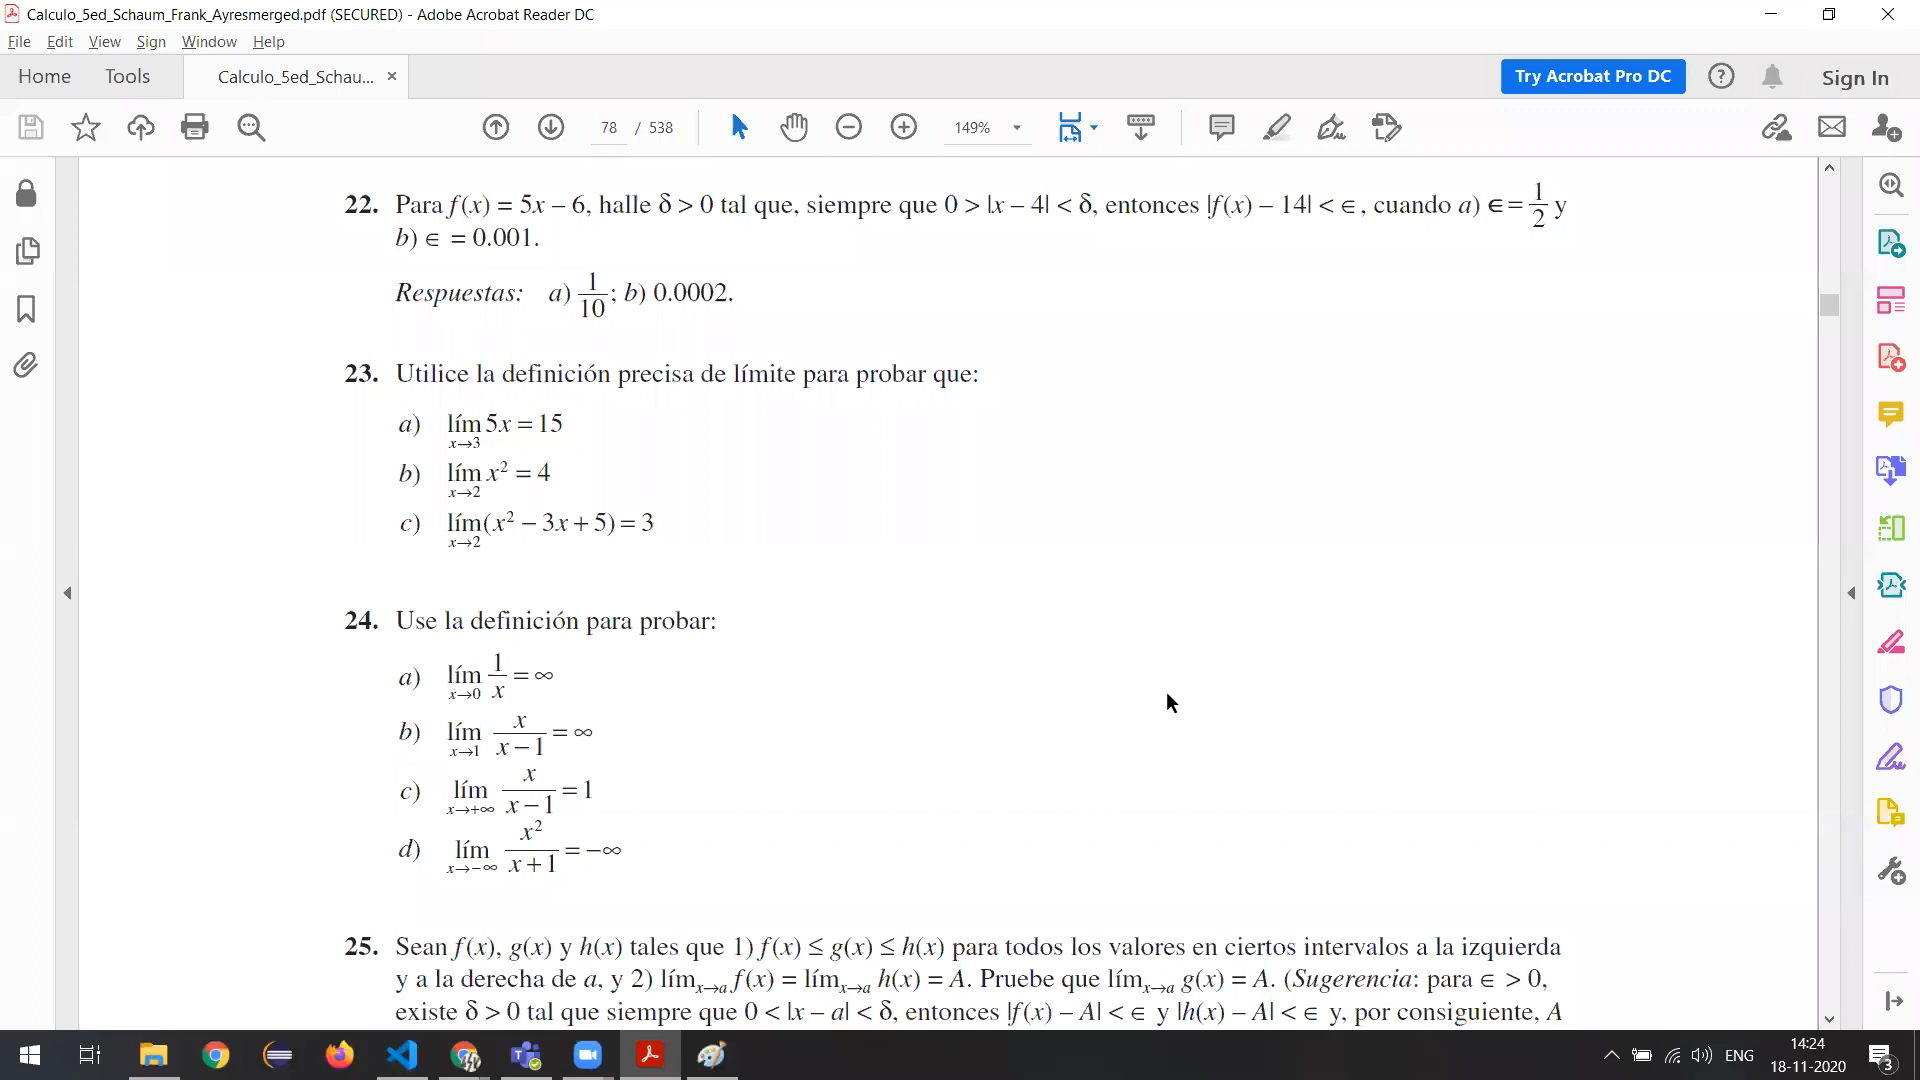 Calculo_5ed_Schaum_Frank_Ayresmerged.pdf (SECURED) - Adobe Acrobat Reader DC
File Edit View Sign Window Help
Home Tools Calculo_5ed_Schau... × Try Acrobat Pro DC Sign In
78 / 538 149%
22. Para f(x) = 5x – 6, halle δ > 0 tal que, siempre que 0 > |x – 4| < δ, entonces |f(x) – 14| < ∈, cuando a) ∈ = 1/2 y
b) ∈ = 0.001.
Respuestas: a) 1/10; b) 0.0002.
23. Utilice la definición precisa de límite para probar que:
a) lím x→3 5x = 15
b) lím x→2 x² = 4
c) lím x→2 (x² – 3x + 5) = 3
24. Use la definición para probar:
a) lím x→0 1/x = ∞
b) lím x→1 x/(x – 1) = ∞
c) lím x→+∞ x/(x – 1) = 1
d) lím x→–∞ x²/(x + 1) = –∞
25. Sean f(x), g(x) y h(x) tales que 1) f(x) ≤ g(x) ≤ h(x) para todos los valores en ciertos intervalos a la izquierda
y a la derecha de a, y 2) lím x→a f(x) = lím x→a h(x) = A. Pruebe que lím x→a g(x) = A. (Sugerencia: para ∈ > 0,
existe δ > 0 tal que siempre que 0 < |x – a| < δ, entonces |f(x) – A| < ∈ y |h(x) – A| < ∈ y, por consiguiente, A
ENG
14:24
18-11-2020
3